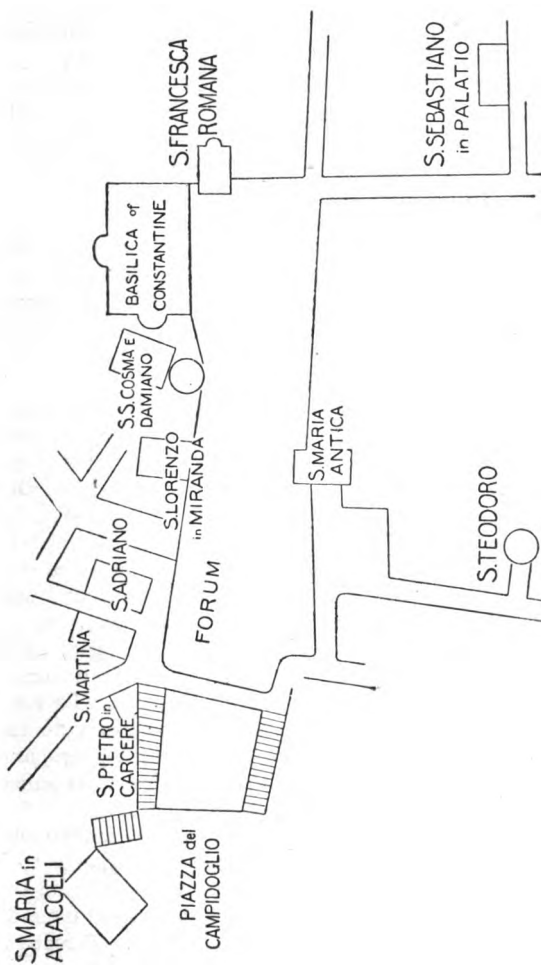 S.MARIA in
ARACOELI
PIAZZA del
CAMPIDOGLIO
S.PIETRO in
CARCERE
S.MARTINA
S.ADRIANO
FORUM
S.LORENZO
in MIRANDA
S.S.COSMA E
DAMIANO
BASILICA of
CONSTANTINE
S.FRANCESCA
ROMANA
S.MARIA
ANTICA
S.TEODORO
S.SEBASTIANO
in PALATIO